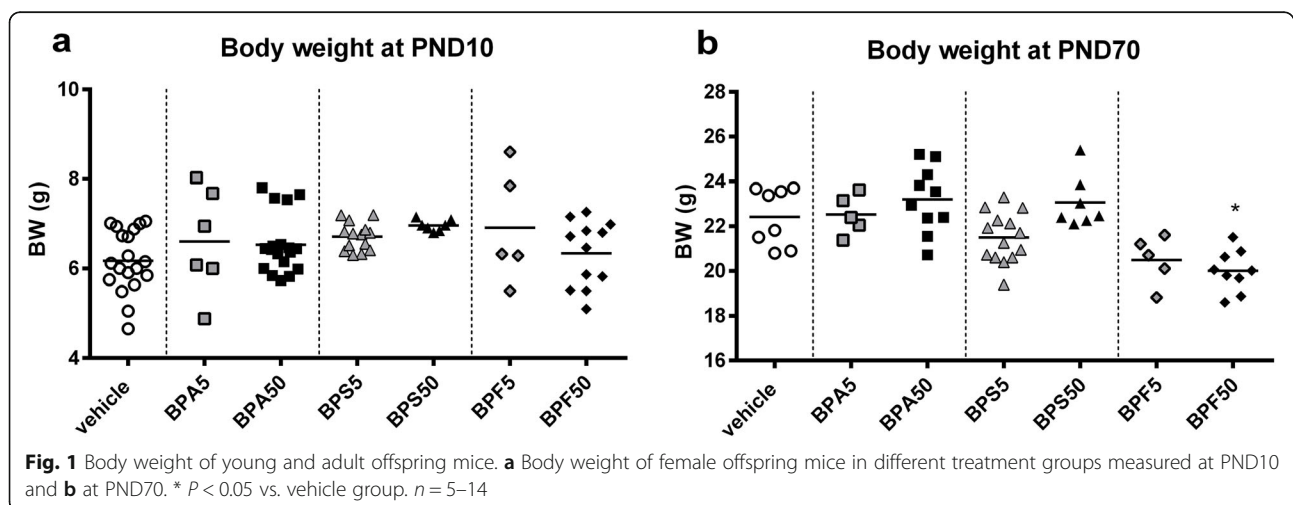 a
Body weight at PND10
BW (g)
10
8
6
4
vehicle
BPA5
BPA50
BPS5
BPS50
BPF5
BPF50
b
Body weight at PND70
BW (g)
28
26
24
22
20
18
16
*
vehicle
BPA5
BPA50
BPS5
BPS50
BPF5
BPF50
Fig. 1 Body weight of young and adult offspring mice. a Body weight of female offspring mice in different treatment groups measured at PND10
and b at PND70. * P < 0.05 vs. vehicle group. n = 5–14